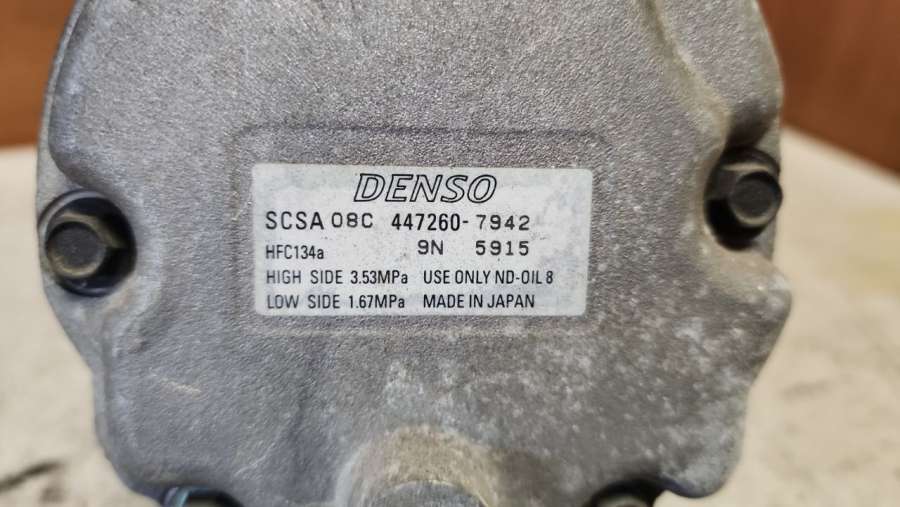 DENSO
SCSA 08C 447260-7942
HFC134a 9N 5915
HIGH SIDE 3.53MPa USE ONLY ND-OIL 8
LOW SIDE 1.67MPa MADE IN JAPAN